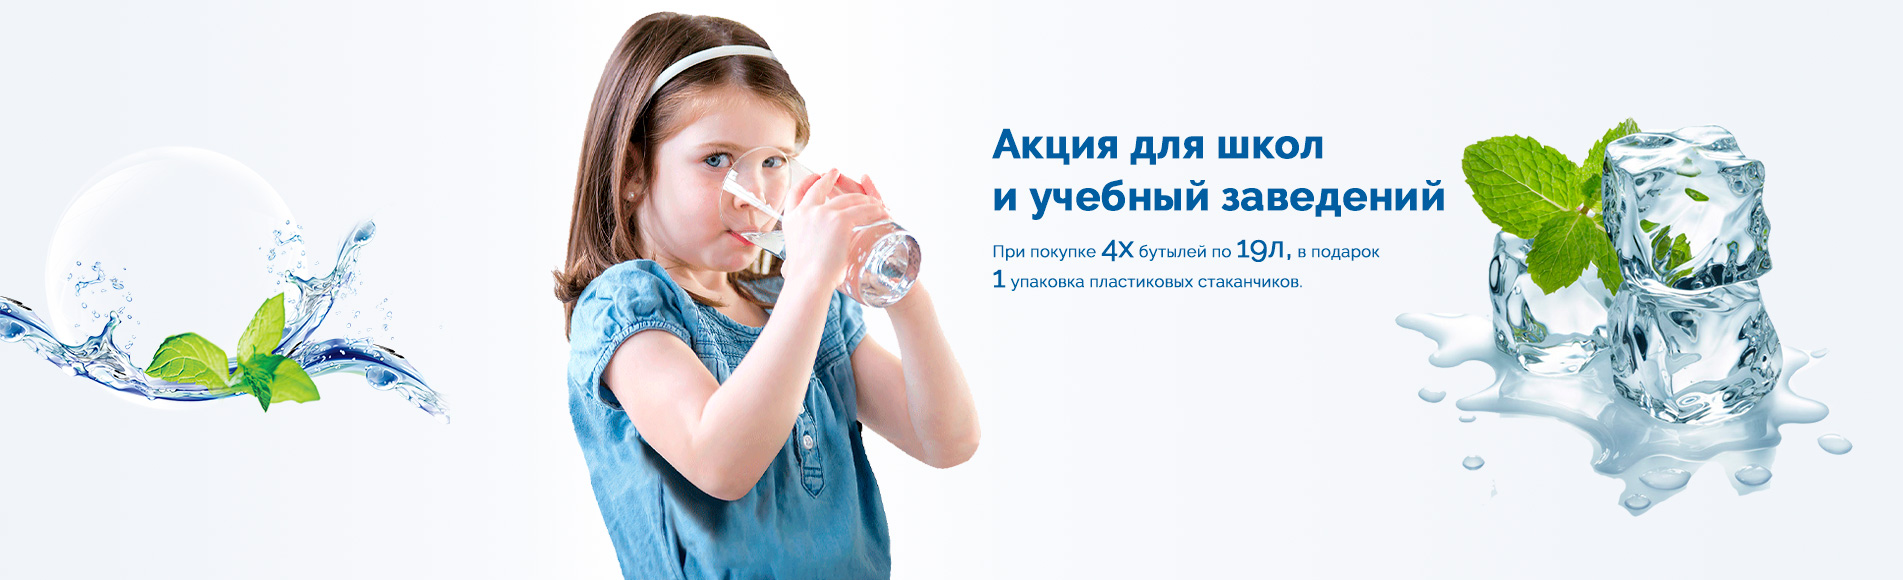 Акция для школ
и учебный заведений
При покупке 4х бутылей по 19л, в подарок
1 упаковка пластиковых стаканчиков.